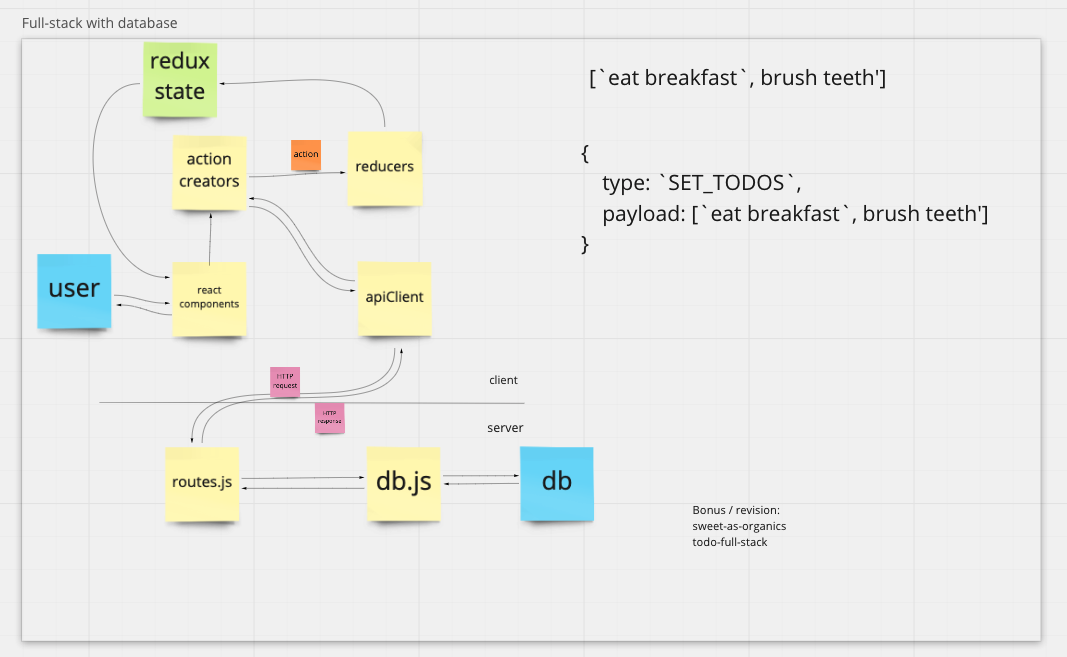 Full-stack with database
redux
state
action
creators
action
reducers
user
react
components
apiClient
HTTP
request
HTTP
response
client
server
routes.js
db.js
db
[`eat breakfast`, brush teeth']
{
type: `SET_TODOS`,
payload: [`eat breakfast`, brush teeth']
}
Bonus / revision:
sweet-as-organics
todo-full-stack